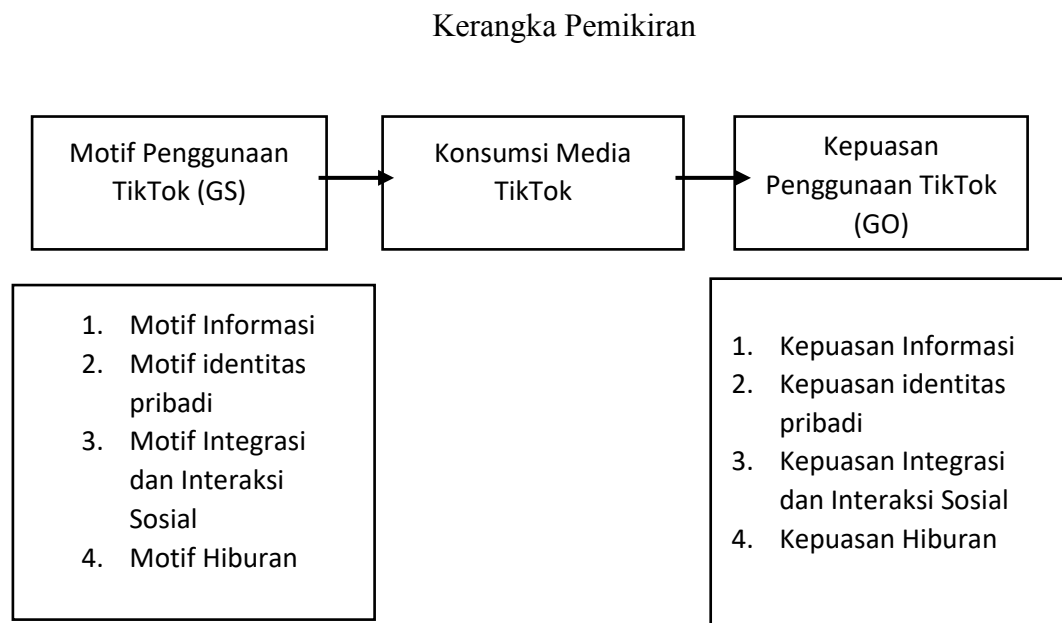 Kerangka Pemikiran
Motif Penggunaan
TikTok (GS)
Konsumsi Media
TikTok
Kepuasan
Penggunaan TikTok
(GO)
1. Motif Informasi
2. Motif identitas
pribadi
3. Motif Integrasi
dan Interaksi
Sosial
4. Motif Hiburan
1. Kepuasan Informasi
2. Kepuasan identitas
pribadi
3. Kepuasan Integrasi
dan Interaksi Sosial
4. Kepuasan Hiburan